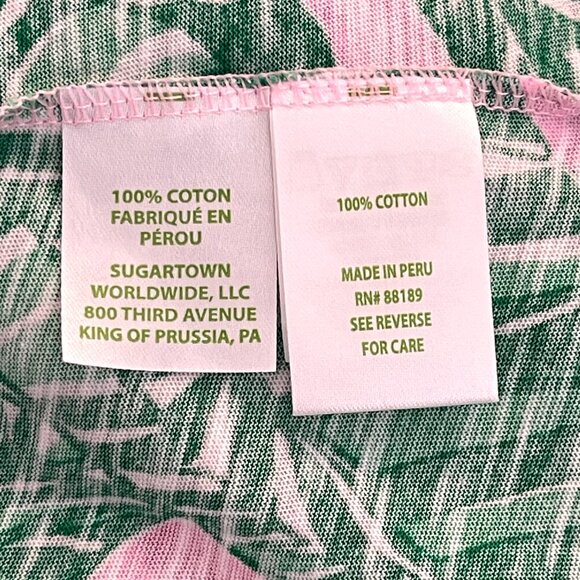 100% COTON
FABRIQUÉ EN
PÉROU
SUGARTOWN
WORLDWIDE, LLC
800 THIRD AVENUE
KING OF PRUSSIA, PA
100% COTTON
MADE IN PERU
RN# 88189
SEE REVERSE
FOR CARE